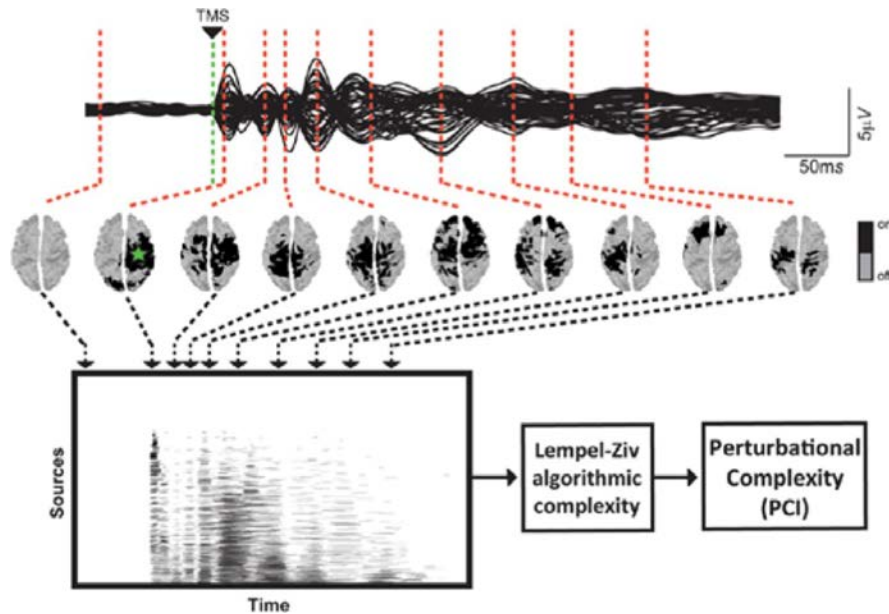 TMS
5µV
50ms
on
off
Sources
Time
Lempel-Ziv
algorithmic
complexity
Perturbational
Complexity
(PCI)